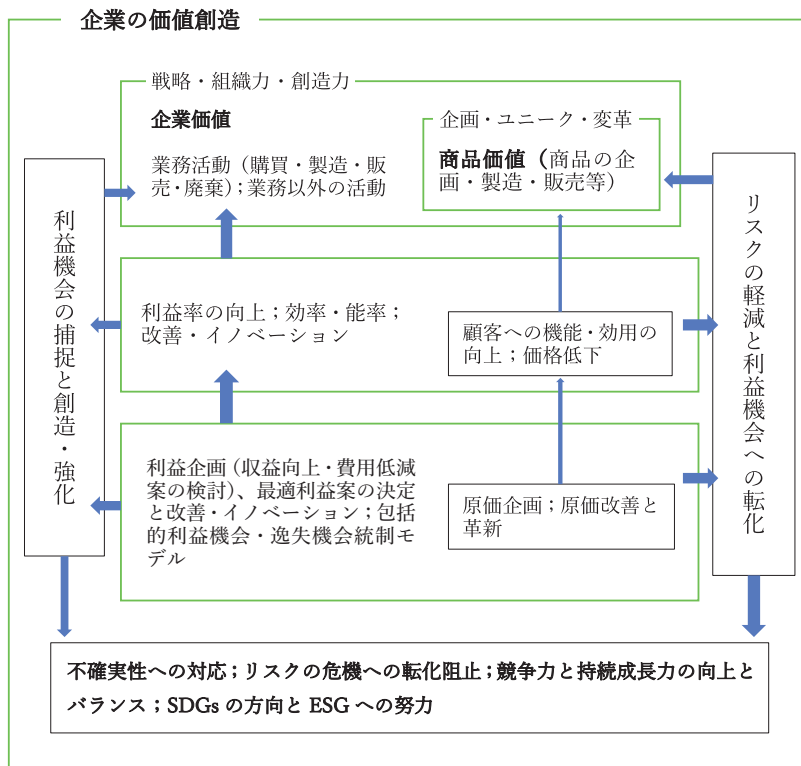 企業の価値創造
戦略・組織力・創造力
企業価値
業務活動（購買・製造・販
売・廃棄）；業務以外の活動
企画・ユニーク・変革
商品価値（商品の企
画・製造・販売等）
利益機会の捕捉と創造・強化
利益率の向上；効率・能率；
改善・イノベーション
顧客への機能・効用の
向上；価格低下
リスクの軽減と利益機会への転化
利益企画（収益向上・費用低減
案の検討）、最適利益案の決定
と改善・イノベーション；包括
的利益機会・逸失機会統制モ
デル
原価企画；原価改善と
革新
不確実性への対応；リスクの危機への転化阻止；競争力と持続成長力の向上と
バランス；SDGs の方向と ESG への努力